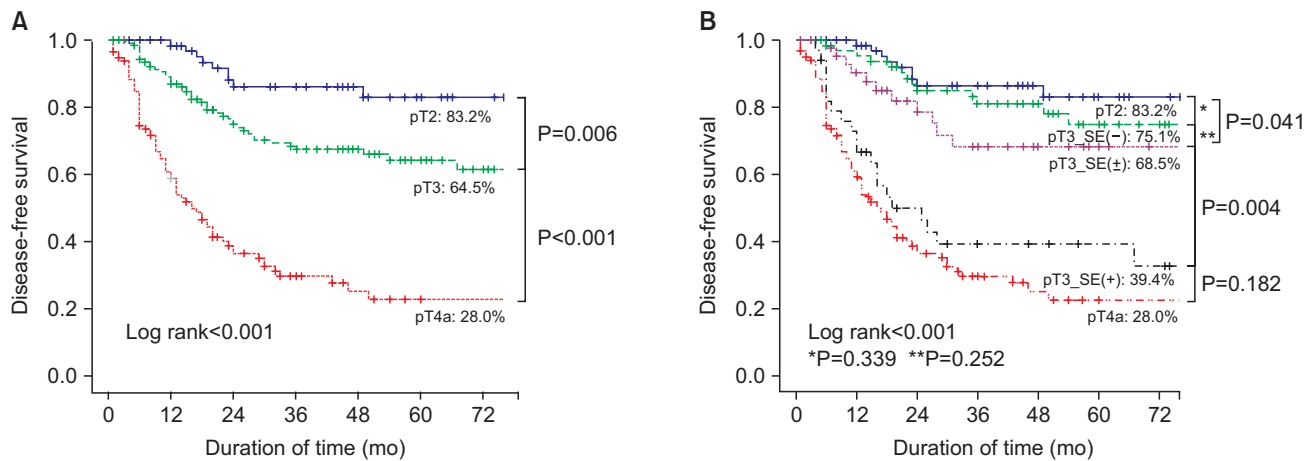 A
Disease-free survival
1.0
0.8
0.6
0.4
0.2
0.0
pT2: 83.2%
pT3: 64.5%
pT4a: 28.0%
P=0.006
P<0.001
Log rank<0.001
0 12 24 36 48 60 72
Duration of time (mo)
B
Disease-free survival
1.0
0.8
0.6
0.4
0.2
0.0
pT2: 83.2%
pT3_SE(−): 75.1%
pT3_SE(±): 68.5%
pT3_SE(+): 39.4%
pT4a: 28.0%
*
**
P=0.041
P=0.004
P=0.182
Log rank<0.001
*P=0.339 **P=0.252
0 12 24 36 48 60 72
Duration of time (mo)